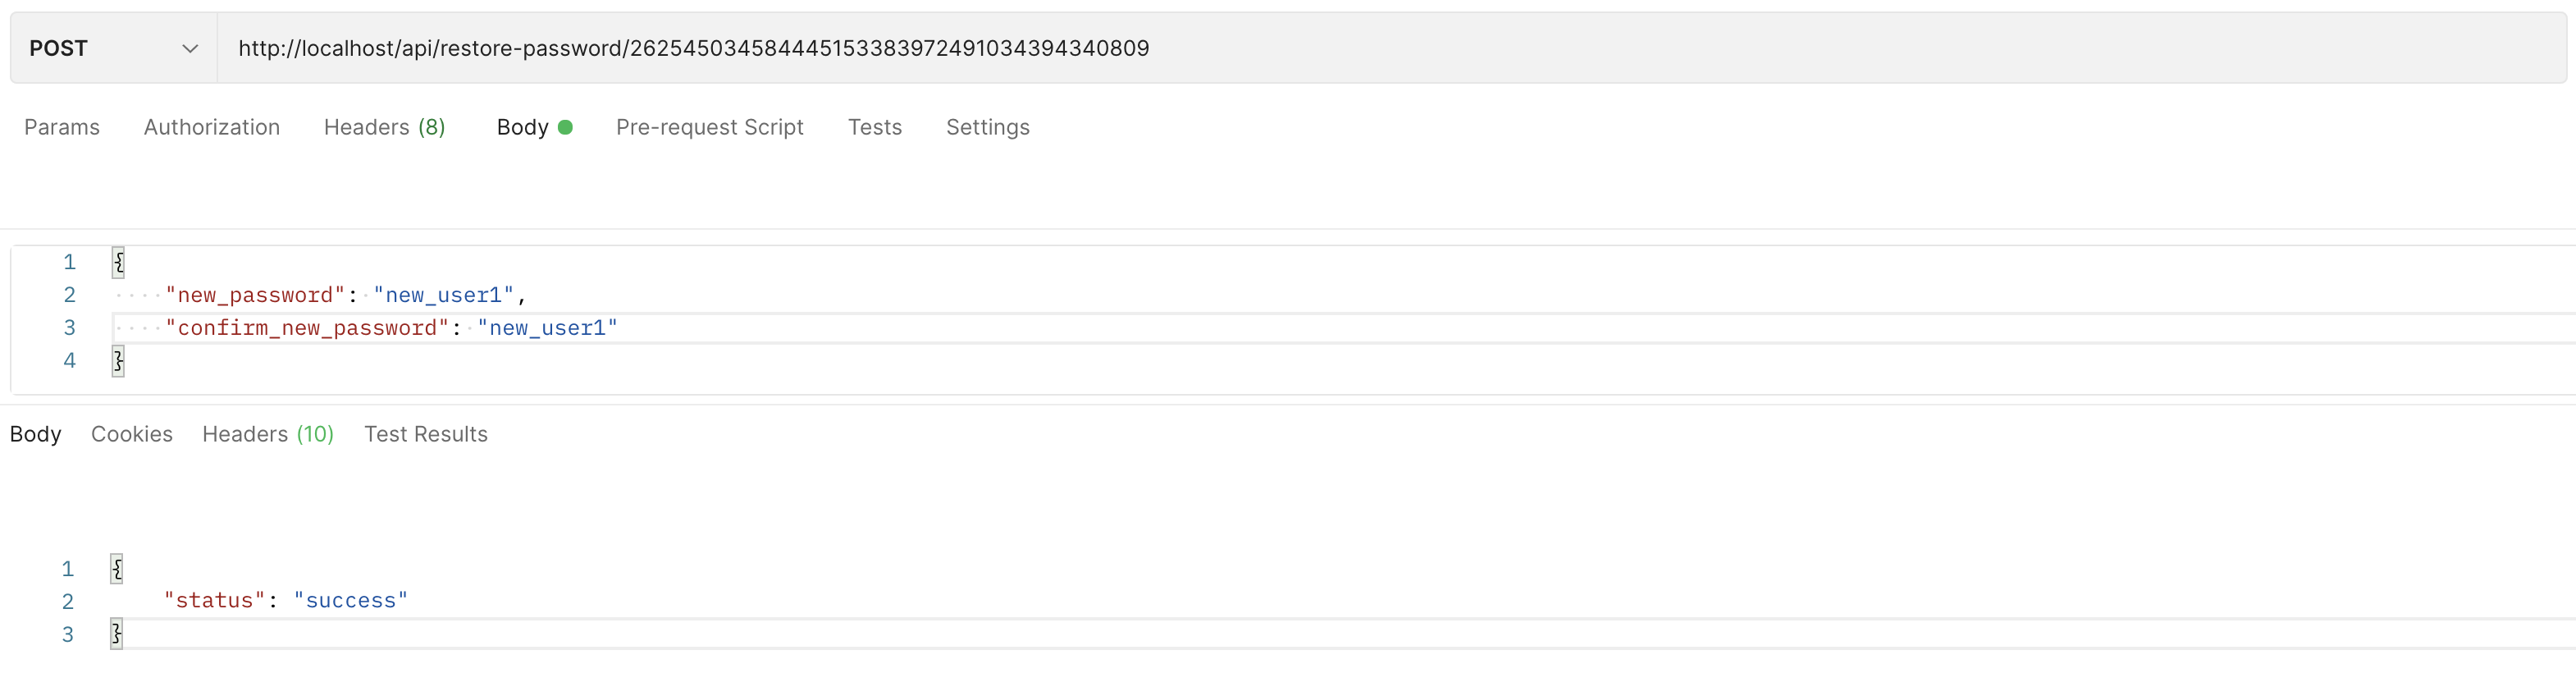 POST http://localhost/api/restore-password/262545034584445153383972491034394340809
Params Authorization Headers (8) Body Pre-request Script Tests Settings
1 {
2 "new_password": "new_user1",
3 "confirm_new_password": "new_user1"
4 }
Body Cookies Headers (10) Test Results
1 {
2 "status": "success"
3 }